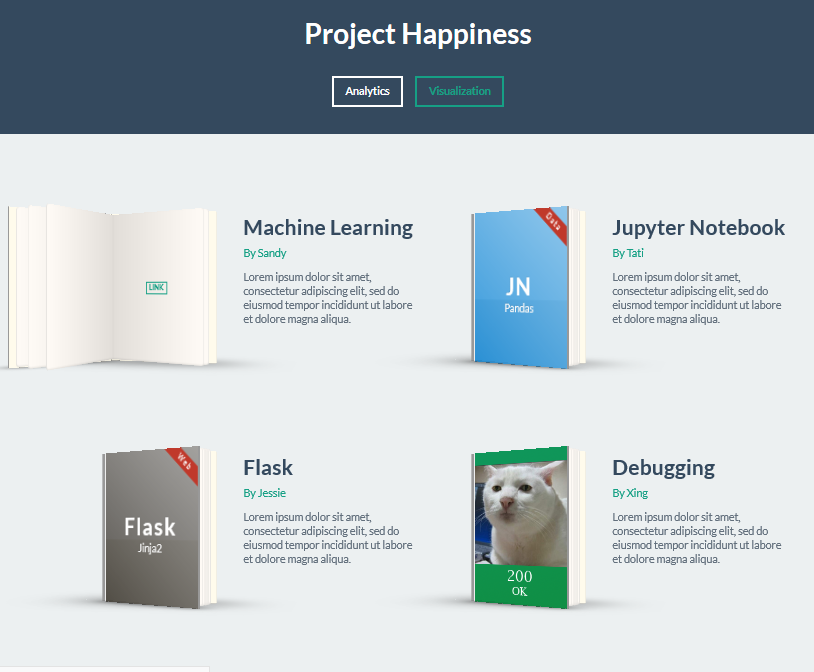 Project Happiness
Analytics
Visualization
LINK
Machine Learning
By Sandy
Lorem ipsum dolor sit amet,
consectetur adipiscing elit, sed do
eiusmod tempor incididunt ut labore
et dolore magna aliqua.
Data
JN
Pandas
Jupyter Notebook
By Tati
Lorem ipsum dolor sit amet,
consectetur adipiscing elit, sed do
eiusmod tempor incididunt ut labore
et dolore magna aliqua.
Web
Flask
Jinja2
Flask
By Jessie
Lorem ipsum dolor sit amet,
consectetur adipiscing elit, sed do
eiusmod tempor incididunt ut labore
et dolore magna aliqua.
200
OK
Debugging
By Xing
Lorem ipsum dolor sit amet,
consectetur adipiscing elit, sed do
eiusmod tempor incididunt ut labore
et dolore magna aliqua.